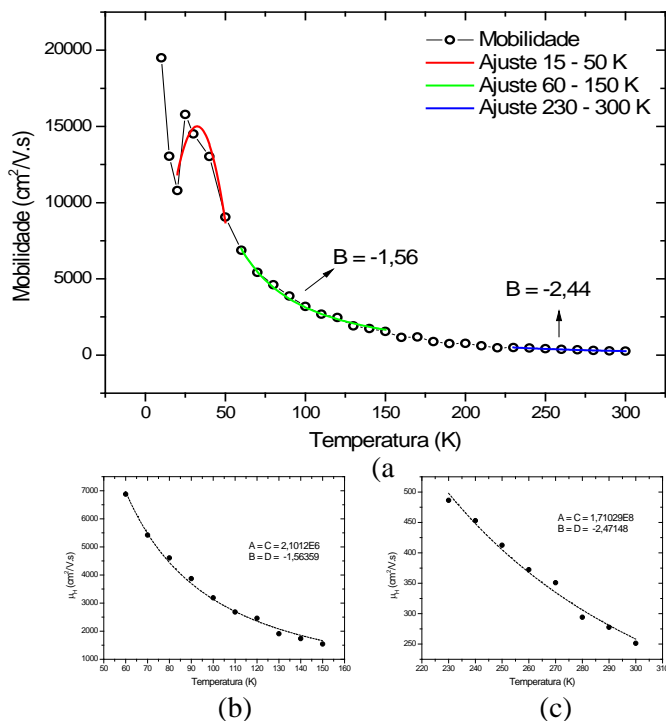 20000
15000
10000
5000
0
Mobilidade (cm²/V.s)
Mobilidade
Ajuste 15 - 50 K
Ajuste 60 - 150 K
Ajuste 230 - 300 K
B = -1,56
B = -2,44
0 50 100 150 200 250 300
Temperatura (K)
(a
7000
6000
5000
4000
3000
2000
1000
μH (cm²/V.s)
A = C = 2,1012E6
B = D = -1,56359
50 60 70 80 90 100 110 120 130 140 150 160
Temperatura (K)
(b)
500
450
400
350
300
250
μH (cm²/V.s)
A = C = 1,71029E8
B = D = -2,47148
220 230 240 250 260 270 280 290 300 310
Temperatura (K)
(c)